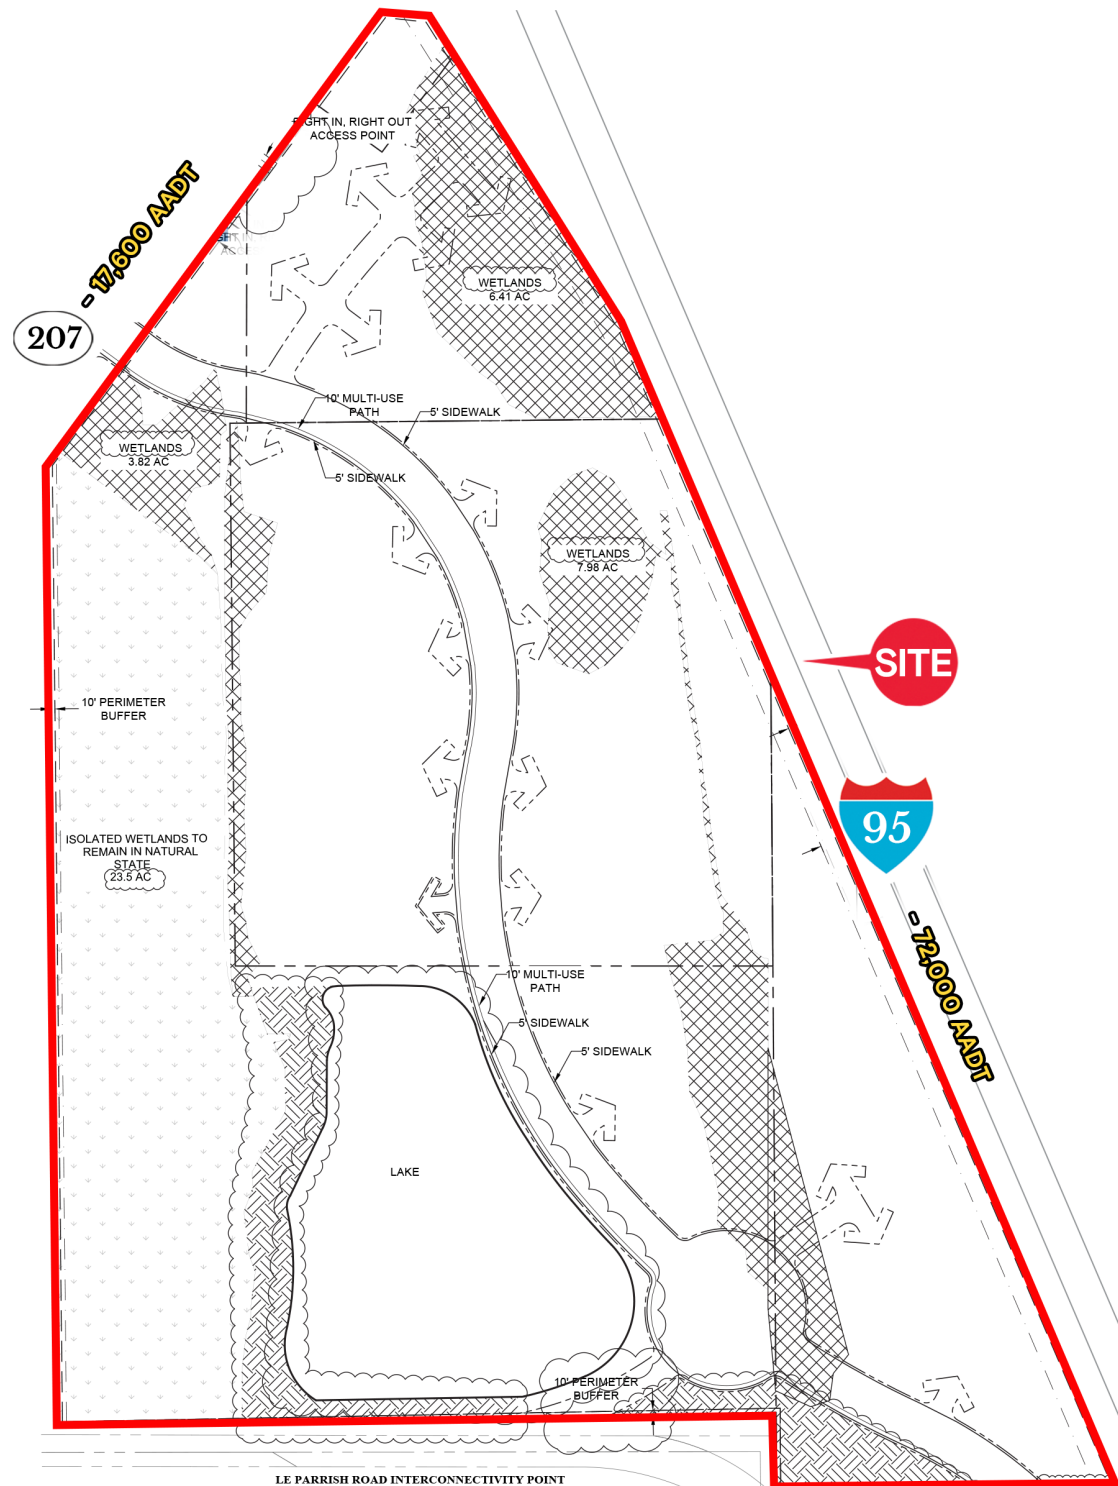 RIGHT IN, RIGHT OUT
ACCESS POINT
- 17,600 AADT
207
WETLANDS
6.41 AC
10' MULTI-USE
PATH
5' SIDEWALK
WETLANDS
3.82 AC
5' SIDEWALK
WETLANDS
7.98 AC
SITE
10' PERIMETER
BUFFER
95
ISOLATED WETLANDS TO
REMAIN IN NATURAL
STATE
23.5 AC
- 72,000 AADT
10' MULTI-USE
PATH
5' SIDEWALK
5' SIDEWALK
LAKE
10' PERIMETER
BUFFER
LE PARRISH ROAD INTERCONNECTIVITY POINT